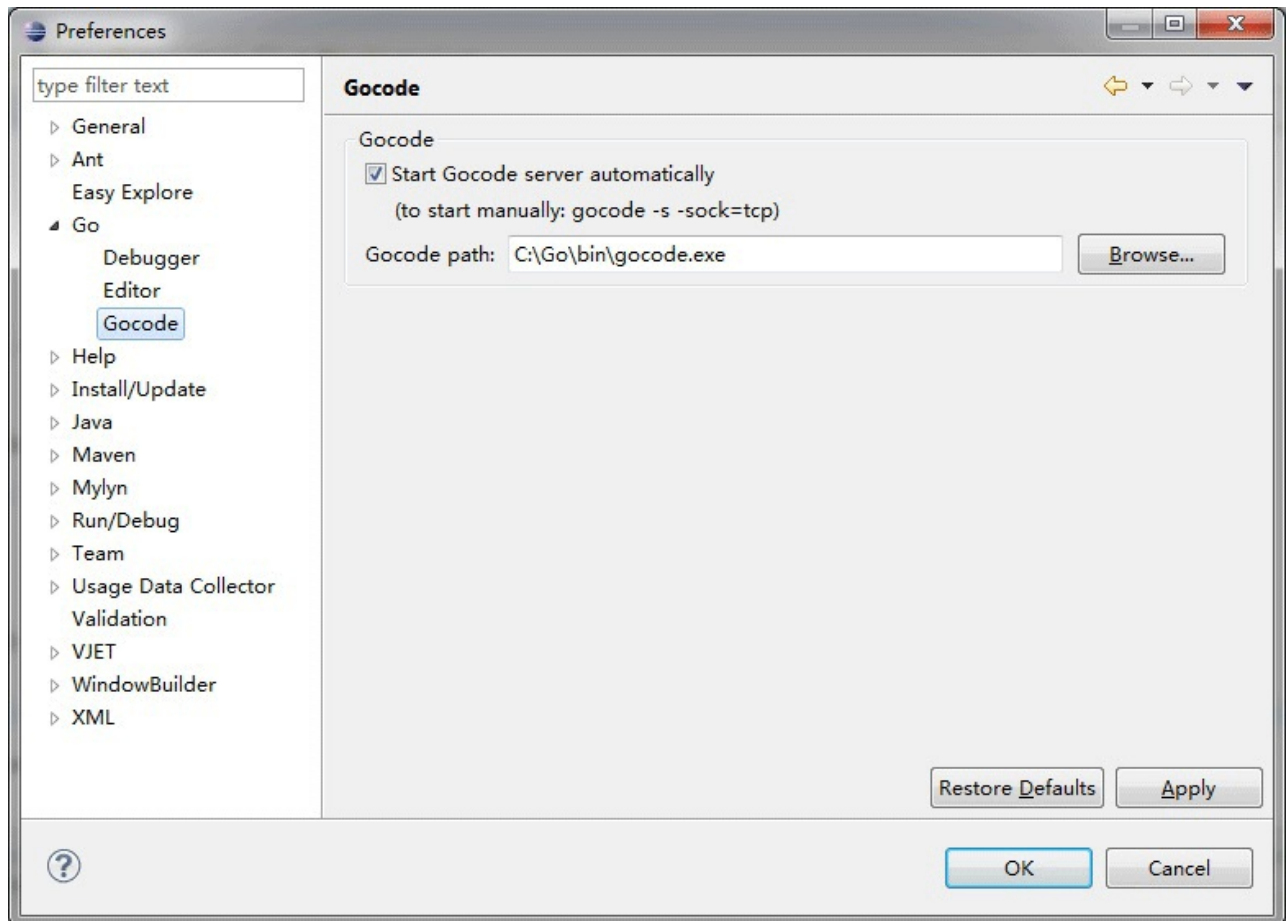 Preferences
type filter text
General
Ant
Easy Explore
Go
Debugger
Editor
Gocode
Help
Install/Update
Java
Maven
Mylyn
Run/Debug
Team
Usage Data Collector
Validation
VJET
WindowBuilder
XML
Gocode
Gocode
Start Gocode server automatically
(to start manually: gocode -s -sock=tcp)
Gocode path: C:\Go\bin\gocode.exe Browse...
Restore Defaults Apply
OK Cancel